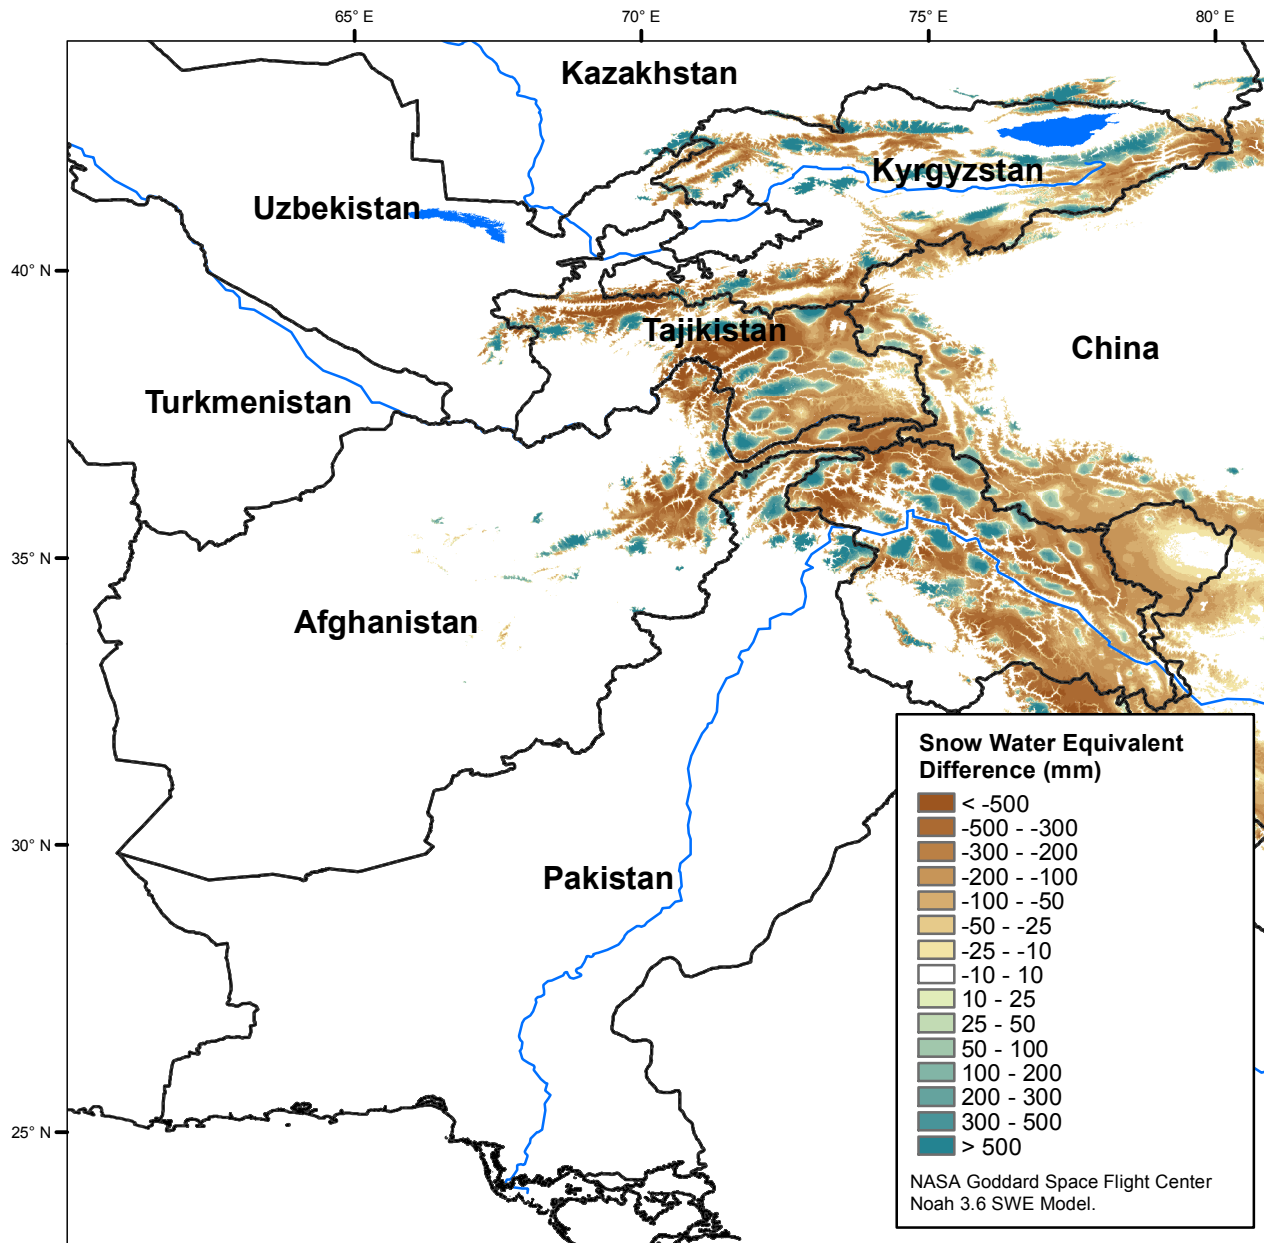 65° E
70° E
75° E
80° E
Kazakhstan
Kyrgyzstan
Uzbekistan
40° N
Tajikistan
China
Turkmenistan
35° N
Afghanistan
30° N
Pakistan
25° N
Snow Water Equivalent
Difference (mm)
< -500
-500 - -300
-300 - -200
-200 - -100
-100 - -50
-50 - -25
-25 - -10
-10 - 10
10 - 25
25 - 50
50 - 100
100 - 200
200 - 300
300 - 500
> 500
NASA Goddard Space Flight Center
Noah 3.6 SWE Model.